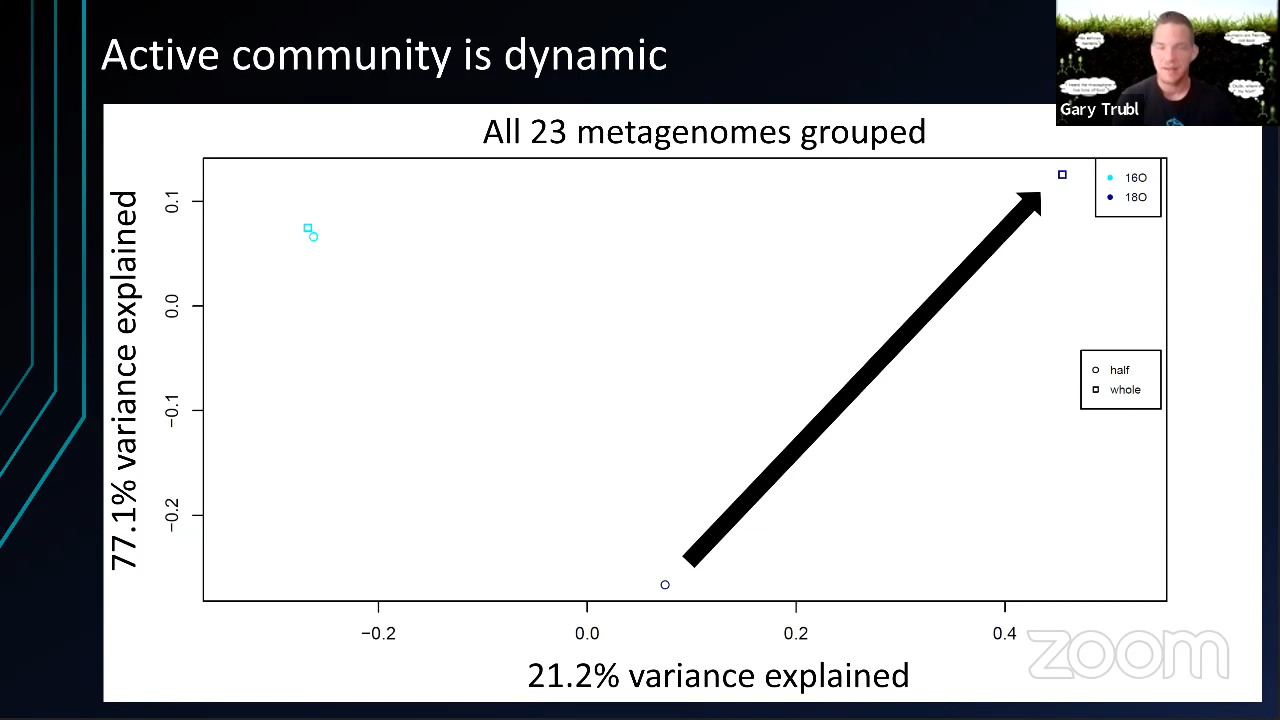 Active community is dynamic
Gary Trubl
All 23 metagenomes grouped
16O
18O
half
whole
77.1% variance explained
0.1
0.0
−0.1
−0.2
−0.2
0.0
0.2
0.4
21.2% variance explained
zoom